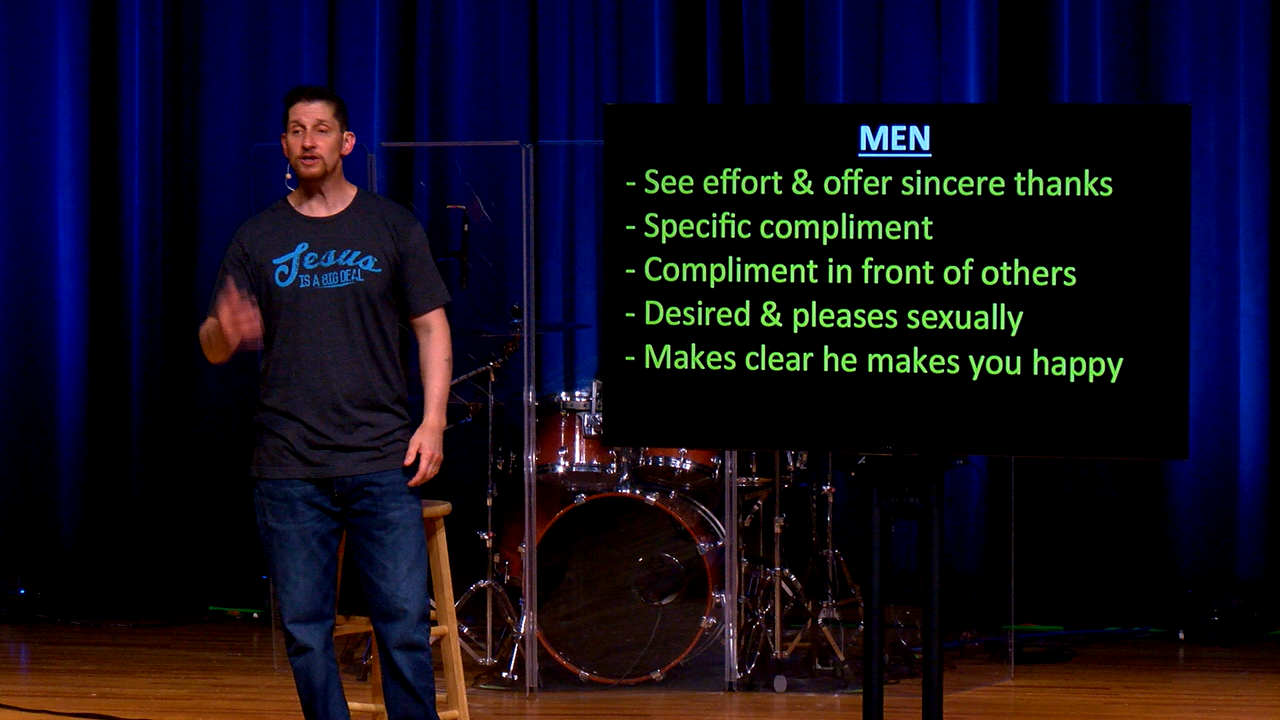 Jesus
IS A BIG DEAL
MEN
- See effort & offer sincere thanks
- Specific compliment
- Compliment in front of others
- Desired & pleases sexually
- Makes clear he makes you happy